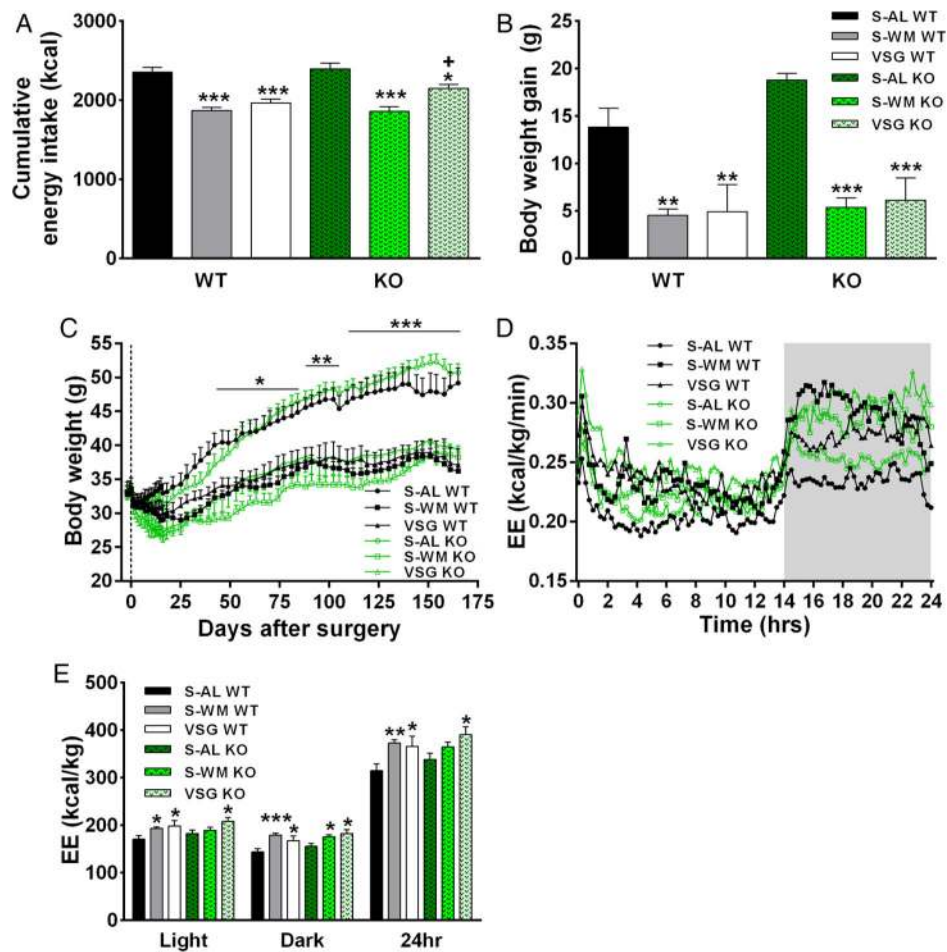 A
Cumulative
energy intake (kcal)
3000
2000
1000
0
***
***
***
+
*
WT
KO
B
Body weight gain (g)
25
20
15
10
5
0
**
**
***
***
WT
KO
S-AL WT
S-WM WT
VSG WT
S-AL KO
S-WM KO
VSG KO
C
Body weight (g)
55
50
45
40
35
30
25
20
*
**
***
S-AL WT
S-WM WT
VSG WT
S-AL KO
S-WM KO
VSG KO
0 25 50 75 100 125 150 175
Days after surgery
D
EE (kcal/kg/min)
0.35
0.30
0.25
0.20
0.15
S-AL WT
S-WM WT
VSG WT
S-AL KO
S-WM KO
VSG KO
0 2 4 6 8 10 12 14 16 18 20 22 24
Time (hrs)
E
EE (kcal/kg)
500
400
300
200
100
0
S-AL WT
S-WM WT
VSG WT
S-AL KO
S-WM KO
VSG KO
* * *
*** * * *
** * *
Light
Dark
24hr